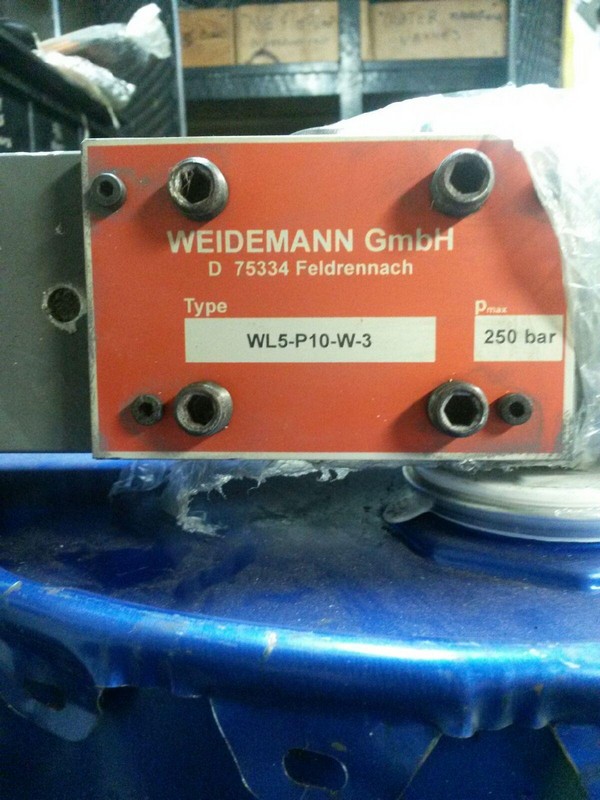 WEIDEMANN GmbH
D 75334 Feldrennach
Type
Pmax
WL5-P10-W-3
250 bar